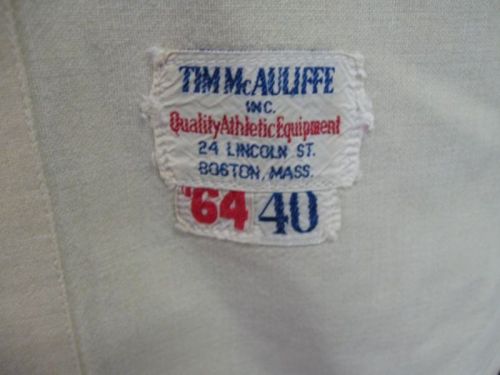 TIM McAULIFFE
INC.
Quality Athletic Equipment
24 LINCOLN ST.
BOSTON, MASS.
'64 40